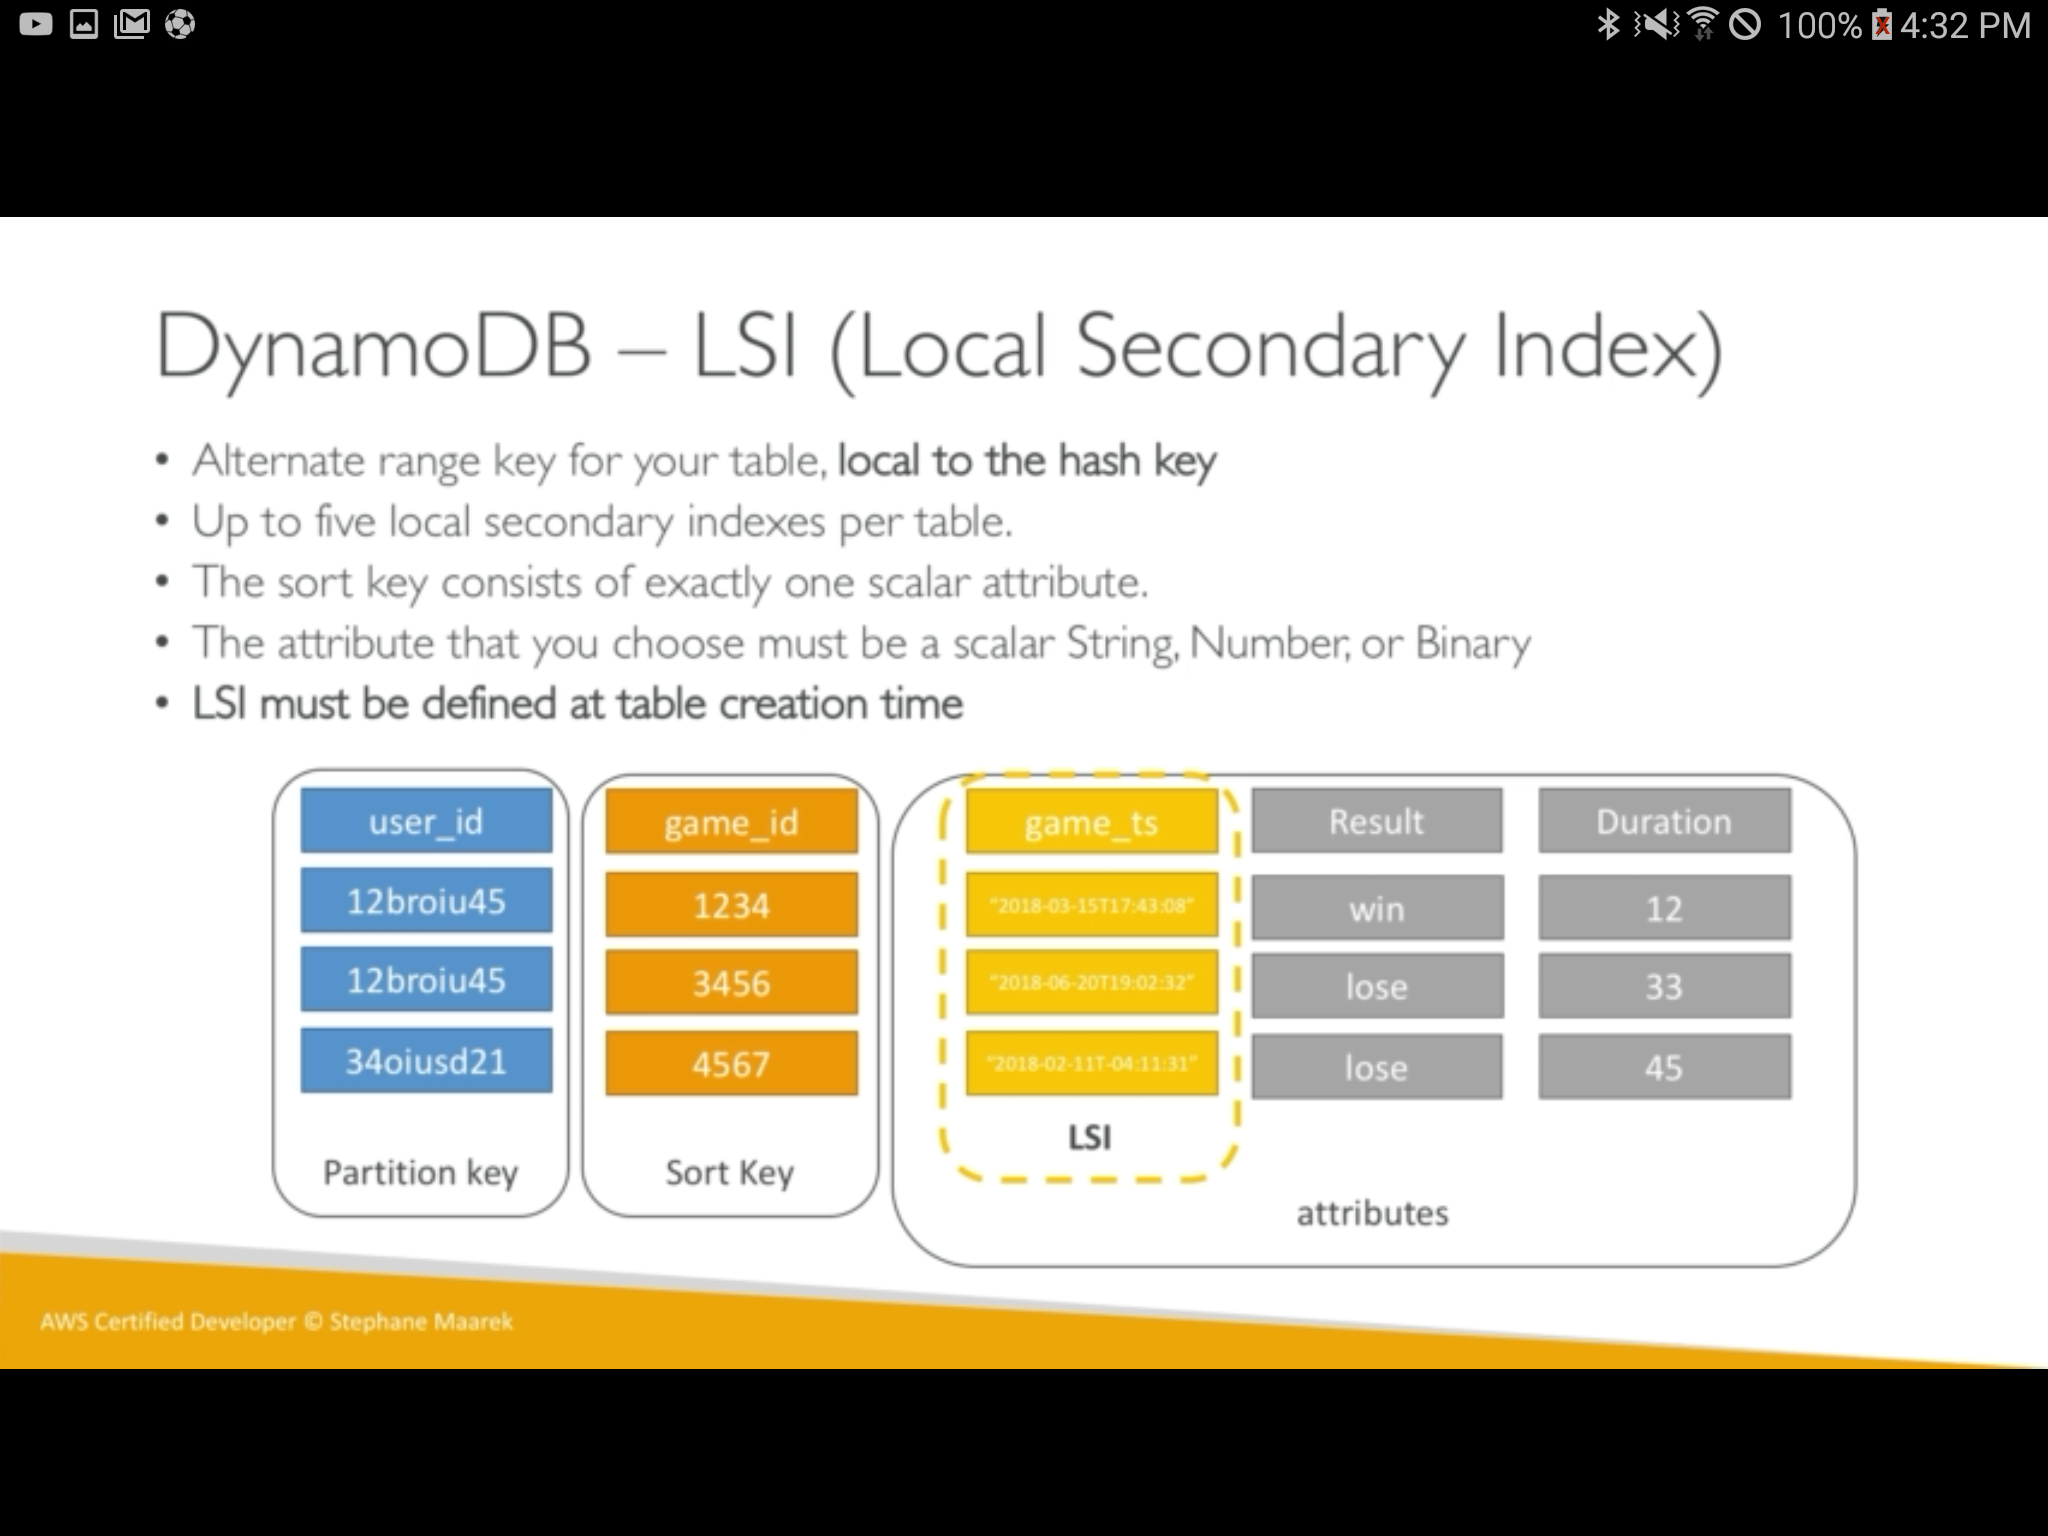 100% 4:32 PM
DynamoDB – LSI (Local Secondary Index)
• Alternate range key for your table, local to the hash key
• Up to five local secondary indexes per table.
• The sort key consists of exactly one scalar attribute.
• The attribute that you choose must be a scalar String, Number, or Binary
• LSI must be defined at table creation time
user_id game_id game_ts Result Duration
12broiu45 1234 "2018-03-15T17:43:08" win 12
12broiu45 3456 "2018-06-20T19:02:32" lose 33
34oiusd21 4567 "2018-02-11T-04:11:31" lose 45
LSI
Partition key Sort Key
attributes
AWS Certified Developer © Stephane Maarek